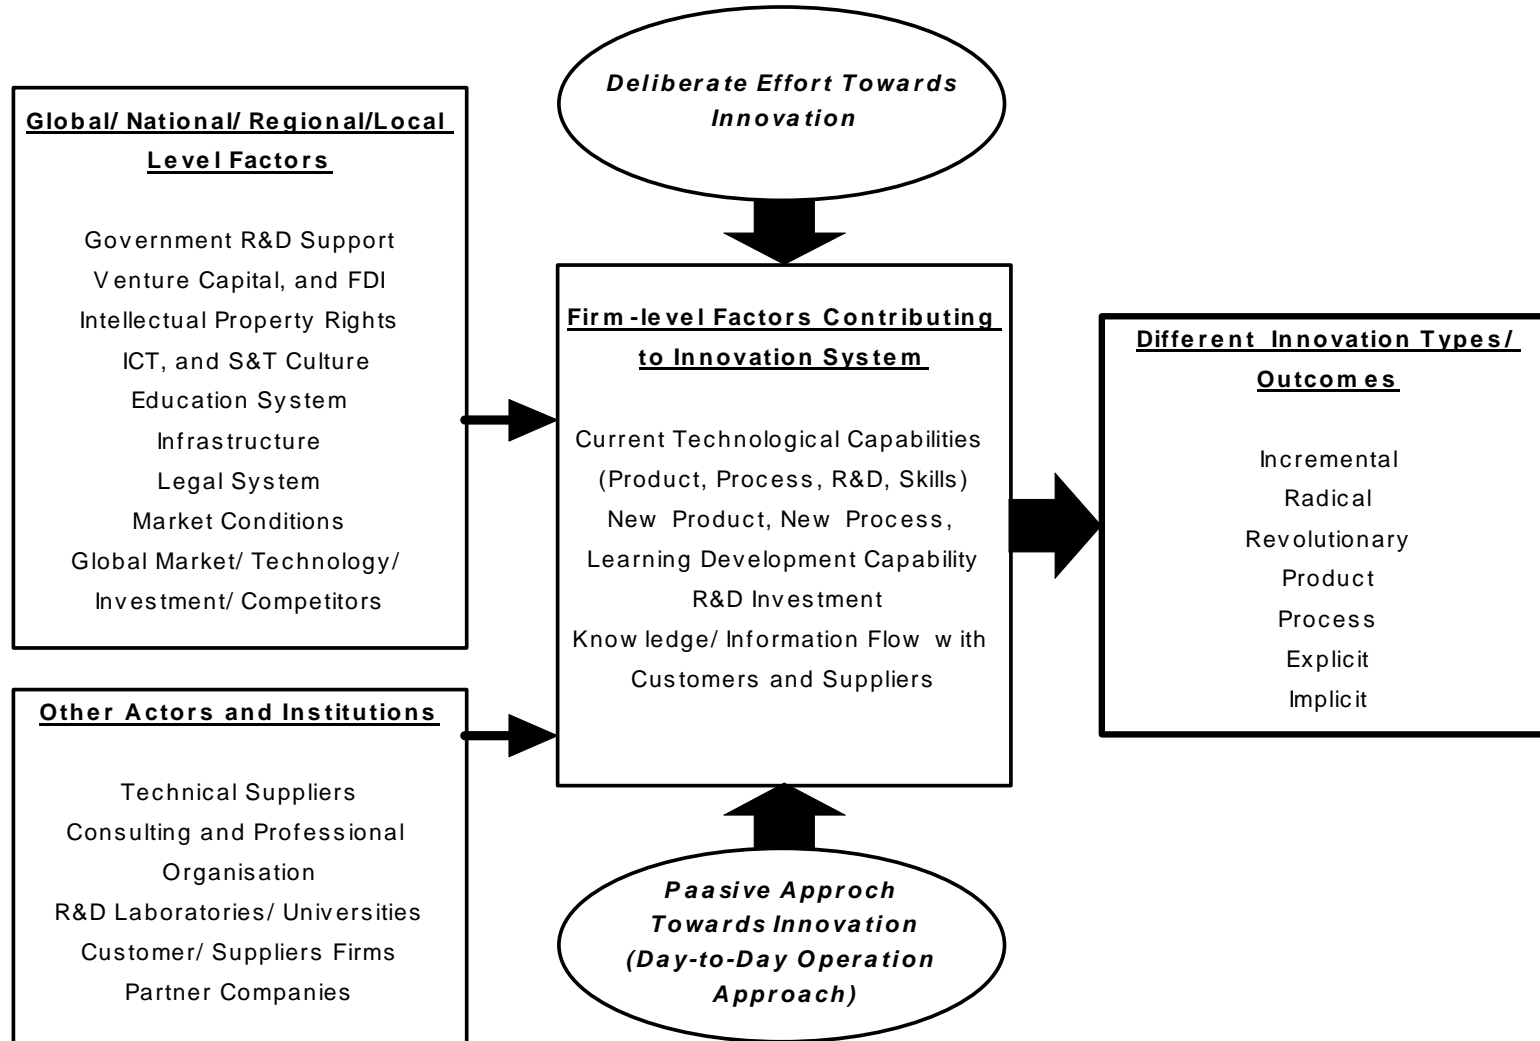 Deliberate Effort Towards
Innovation
Global/ National/ Regional/Local
Level Factors
Government R&D Support
Venture Capital, and FDI
Intellectual Property Rights
ICT, and S&T Culture
Education System
Infrastructure
Legal System
Market Conditions
Global Market/ Technology/
Investment/ Competitors
Other Actors and Institutions
Technical Suppliers
Consulting and Professional
Organisation
R&D Laboratories/ Universities
Customer/ Suppliers Firms
Partner Companies
Firm-level Factors Contributing
to Innovation System
Current Technological Capabilities
(Product, Process, R&D, Skills)
New Product, New Process,
Learning Development Capability
R&D Investment
Knowledge/ Information Flow with
Customers and Suppliers
Paasive Approch
Towards Innovation
(Day-to-Day Operation
Approach)
Different Innovation Types/
Outcomes
Incremental
Radical
Revolutionary
Product
Process
Explicit
Implicit